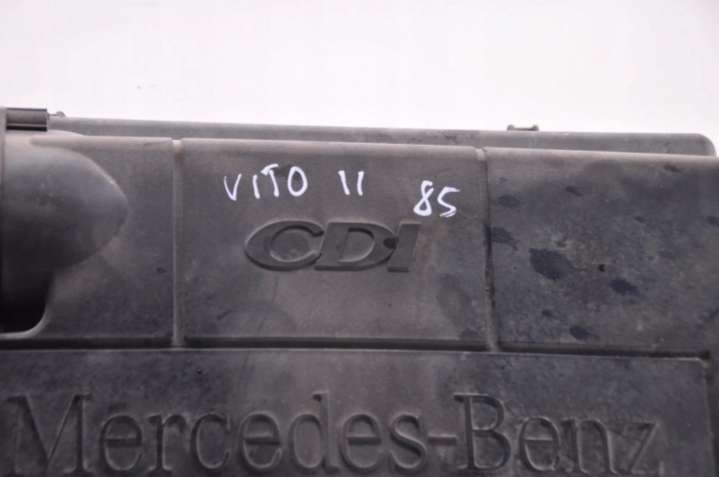 VITO II 85
CDI
Mercedes-Benz